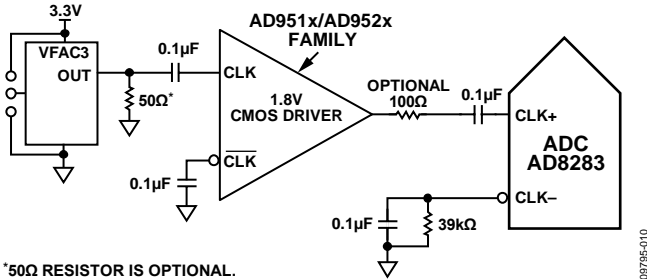 3.3V
VFAC3
OUT
50Ω*
0.1µF
AD951x/AD952x
FAMILY
CLK
1.8V
CMOS DRIVER
CLK
0.1µF
OPTIONAL
100Ω
0.1µF
CLK+
ADC
AD8283
CLK–
0.1µF
39kΩ
*50Ω RESISTOR IS OPTIONAL.
09795-010